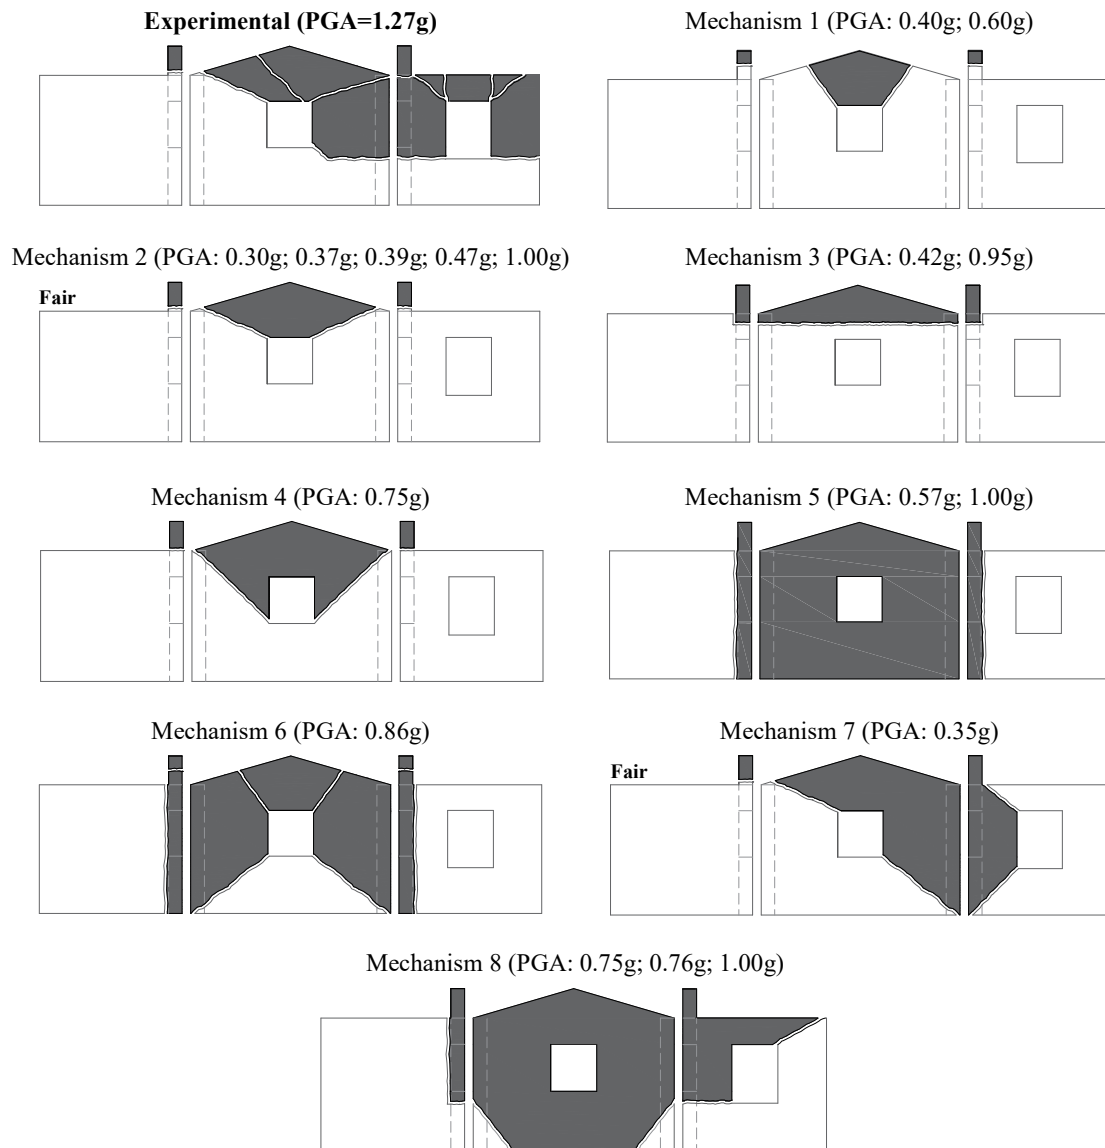 Experimental (PGA=1.27g)
Mechanism 1 (PGA: 0.40g; 0.60g)
Mechanism 2 (PGA: 0.30g; 0.37g; 0.39g; 0.47g; 1.00g)
Fair
Mechanism 3 (PGA: 0.42g; 0.95g)
Mechanism 4 (PGA: 0.75g)
Mechanism 5 (PGA: 0.57g; 1.00g)
Mechanism 6 (PGA: 0.86g)
Mechanism 7 (PGA: 0.35g)
Fair
Mechanism 8 (PGA: 0.75g; 0.76g; 1.00g)